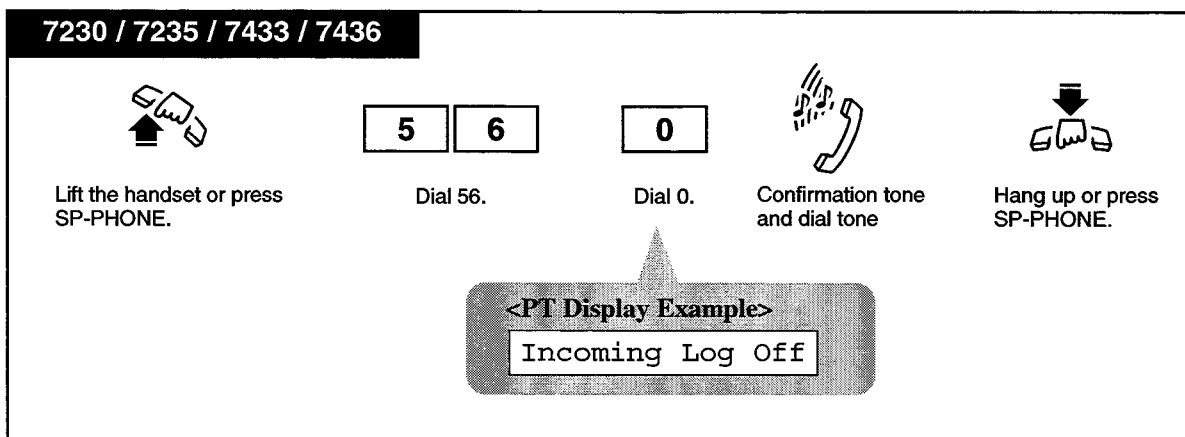 7230 / 7235 / 7433 / 7436
5 6
0
Lift the handset or press
SP-PHONE.
Dial 56.
Dial 0.
Confirmation tone
and dial tone
Hang up or press
SP-PHONE.
<PT Display Example>
Incoming Log Off